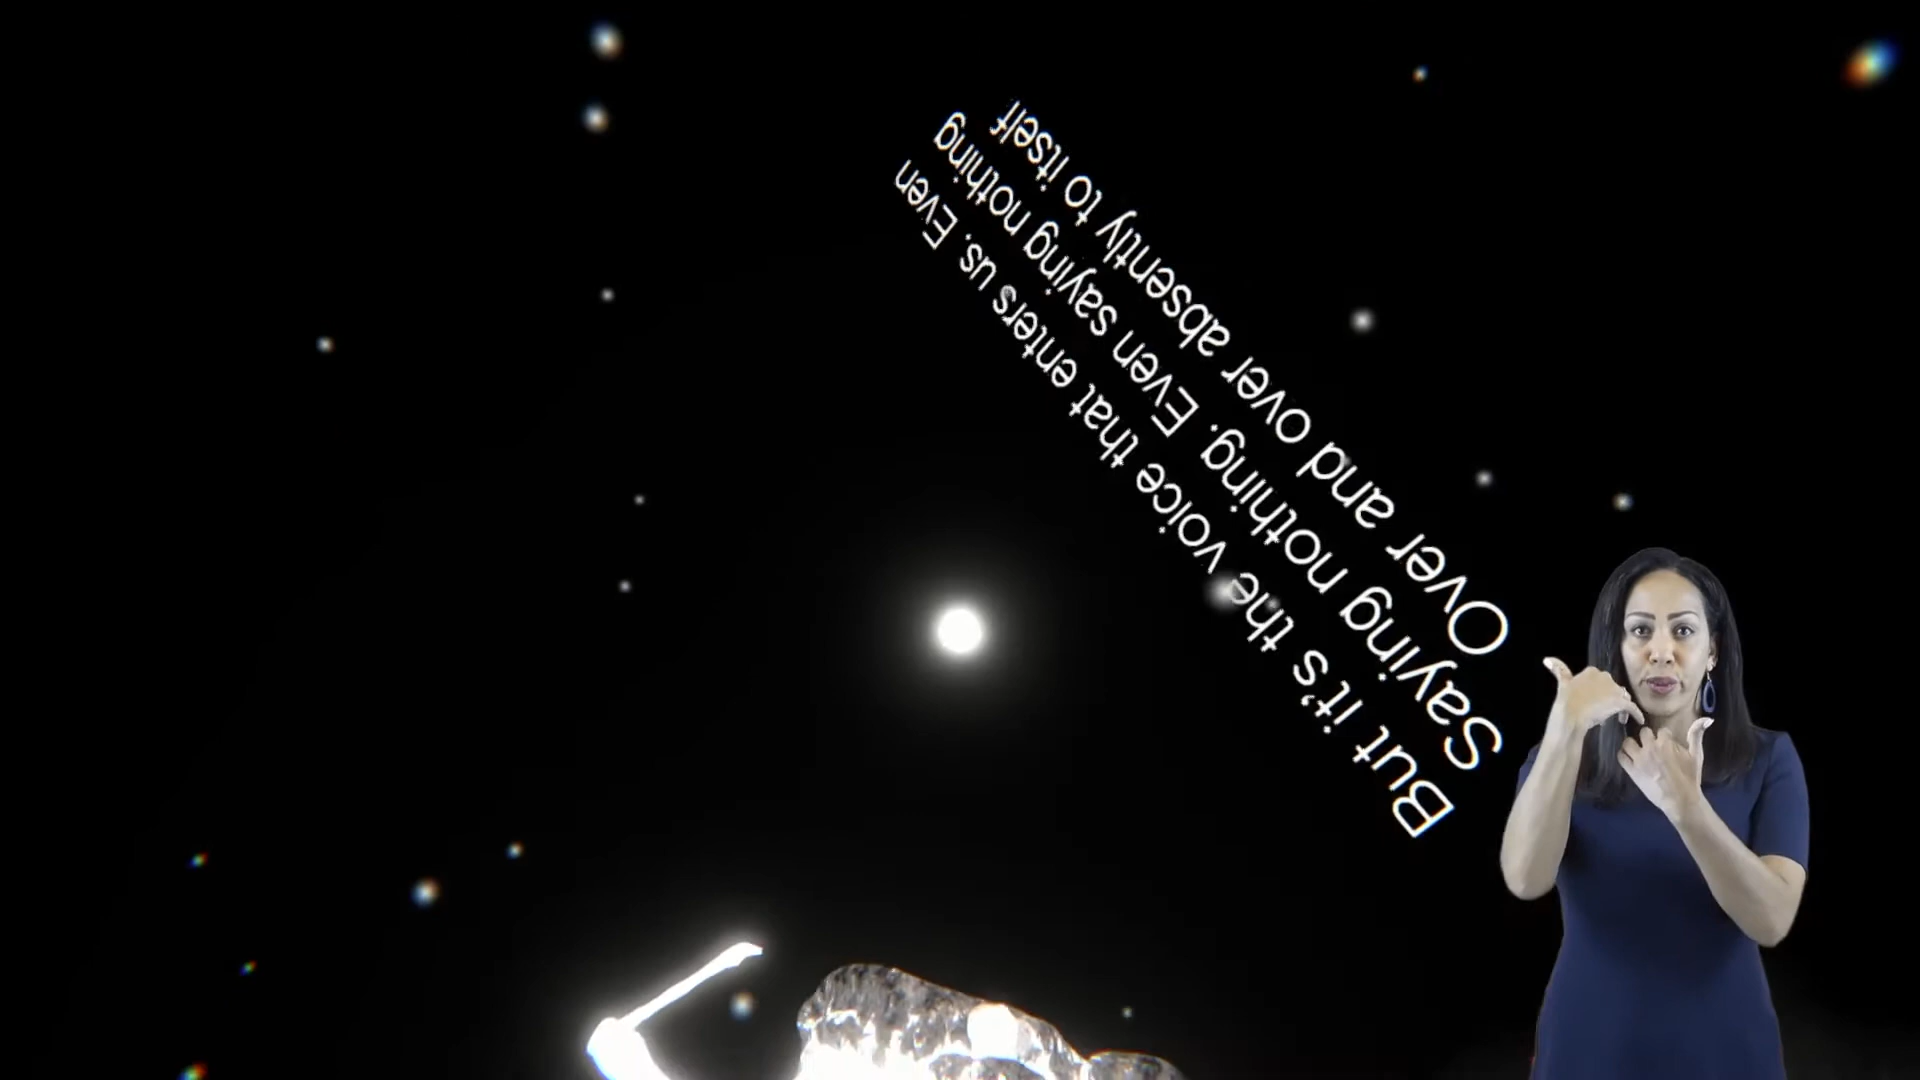 But it's the voice that enters us. Even
Saying nothing. Even saying nothing
Over and over absently to itself